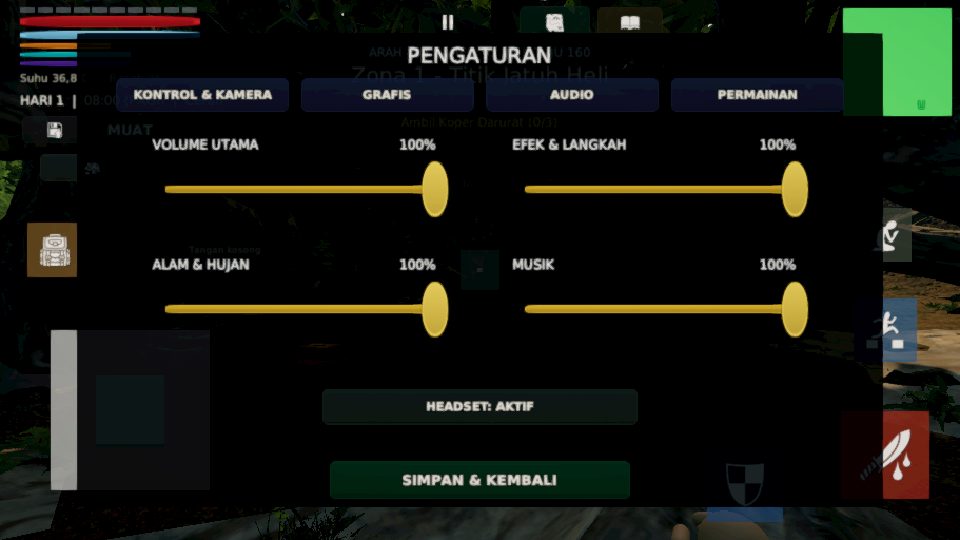 ARAH
U 160
PENGATURAN
Zona 1 - Titik Jatuh Heli
Suhu 36,8
KONTROL & KAMERA
GRAFIS
AUDIO
PERMAINAN
HARI 1 | 08:00
Ambil Koper Darurat (0/3)
MUAT
VOLUME UTAMA 100%
EFEK & LANGKAH 100%
Tangan kosong
ALAM & HUJAN 100%
MUSIK 100%
HEADSET: AKTIF
SIMPAN & KEMBALI